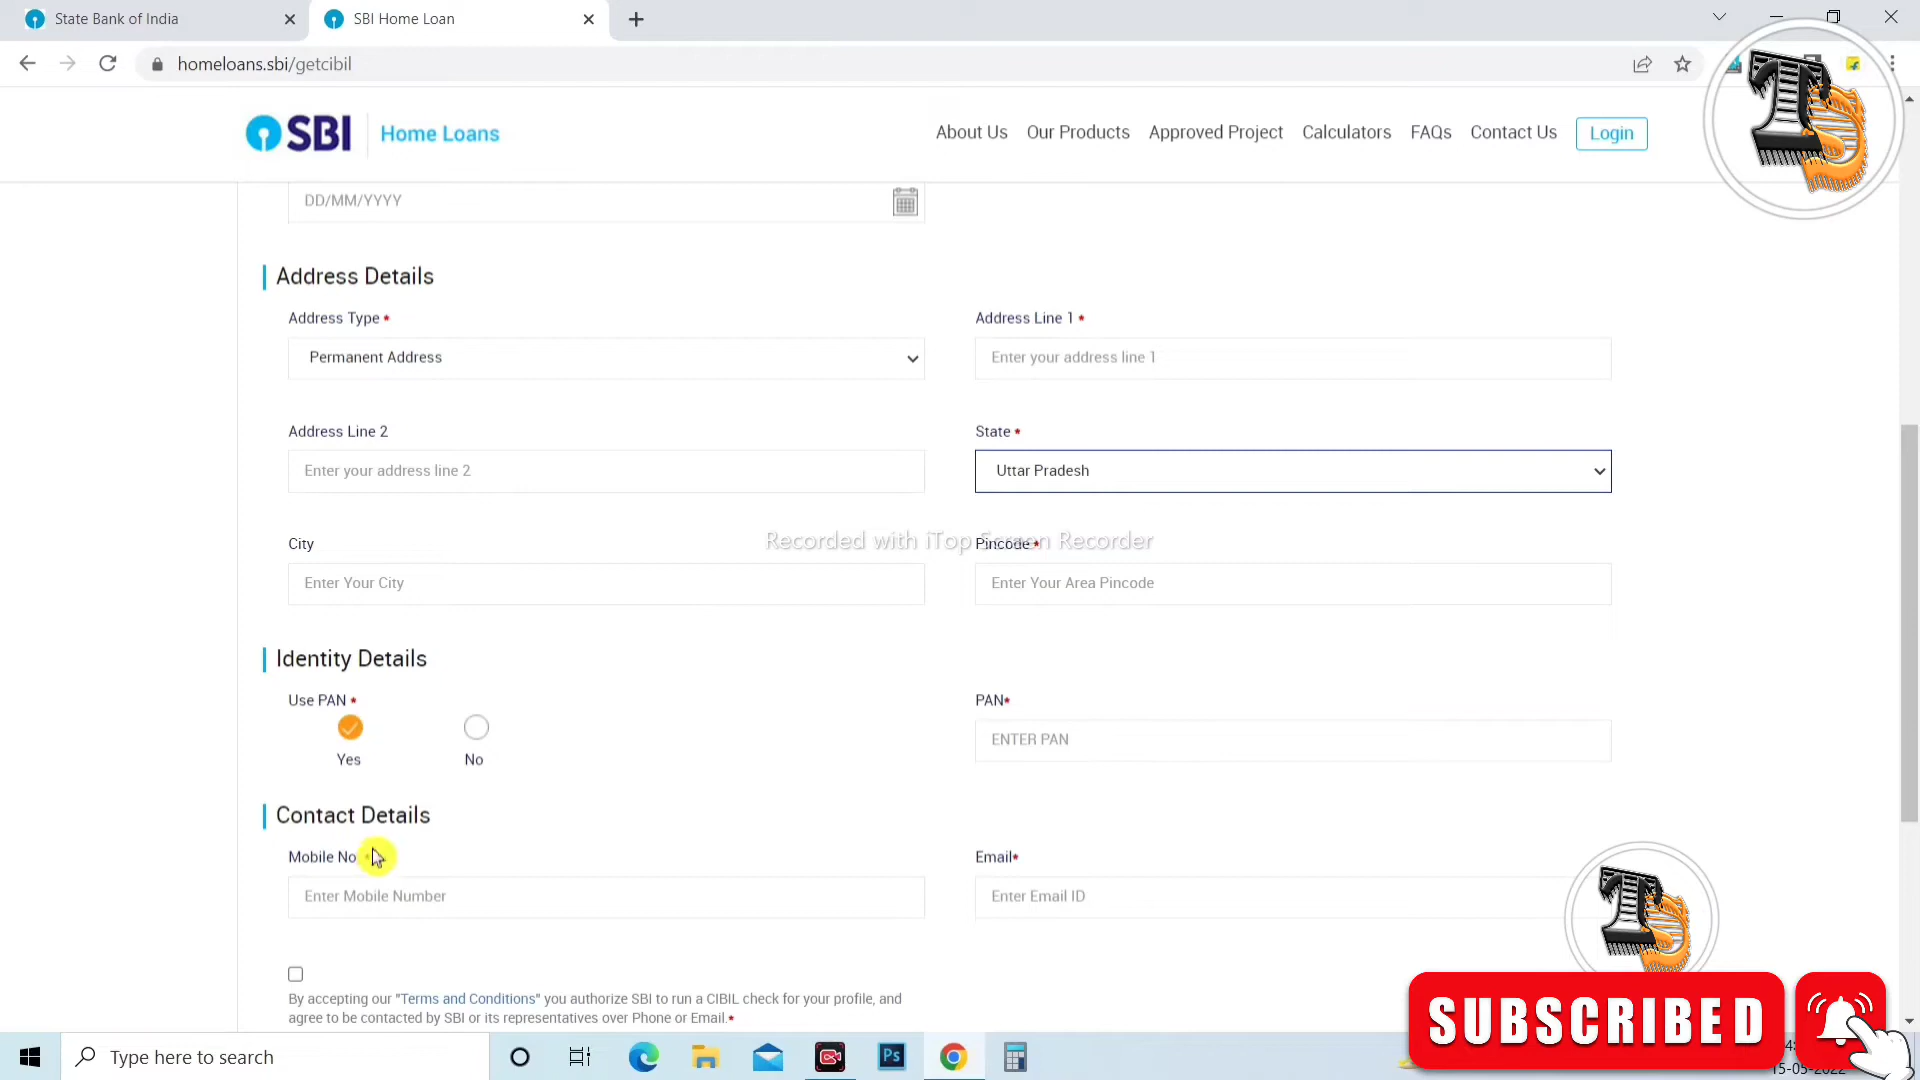 State Bank of India
SBI Home Loan
homeloans.sbi/getcibil
SBI Home Loans
About Us Our Products Approved Project Calculators FAQs Contact Us Login
DD/MM/YYYY
Address Details
Address Type * Address Line 1 *
Permanent Address Enter your address line 1
Address Line 2 State *
Enter your address line 2 Uttar Pradesh
Recorded with iTop Screen Recorder
City Pincode *
Enter Your City Enter Your Area Pincode
Identity Details
Use PAN * PAN*
ENTER PAN
Yes No
Contact Details
Mobile No Email*
Enter Mobile Number Enter Email ID
By accepting our "Terms and Conditions" you authorize SBI to run a CIBIL check for your profile, and
agree to be contacted by SBI or its representatives over Phone or Email.*
SUBSCRIBED
Type here to search
Ps
15-05-2022